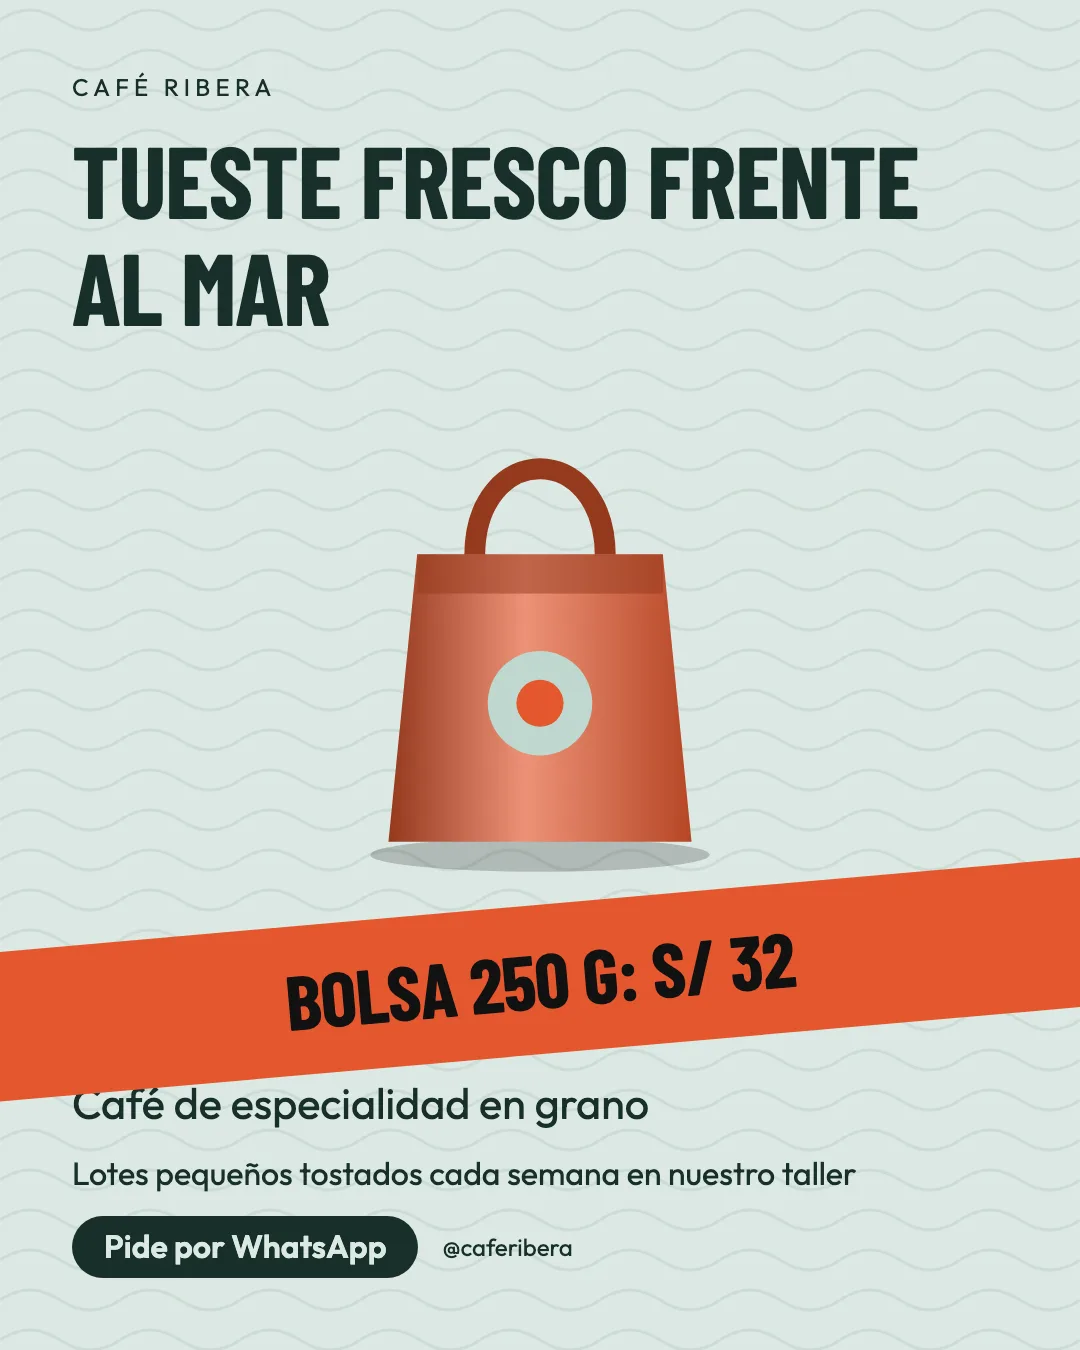 CAFÉ RIBERA
TUESTE FRESCO FRENTE
AL MAR
BOLSA 250 G: S/ 32
Café de especialidad en grano
Lotes pequeños tostados cada semana en nuestro taller
Pide por WhatsApp
@caferibera